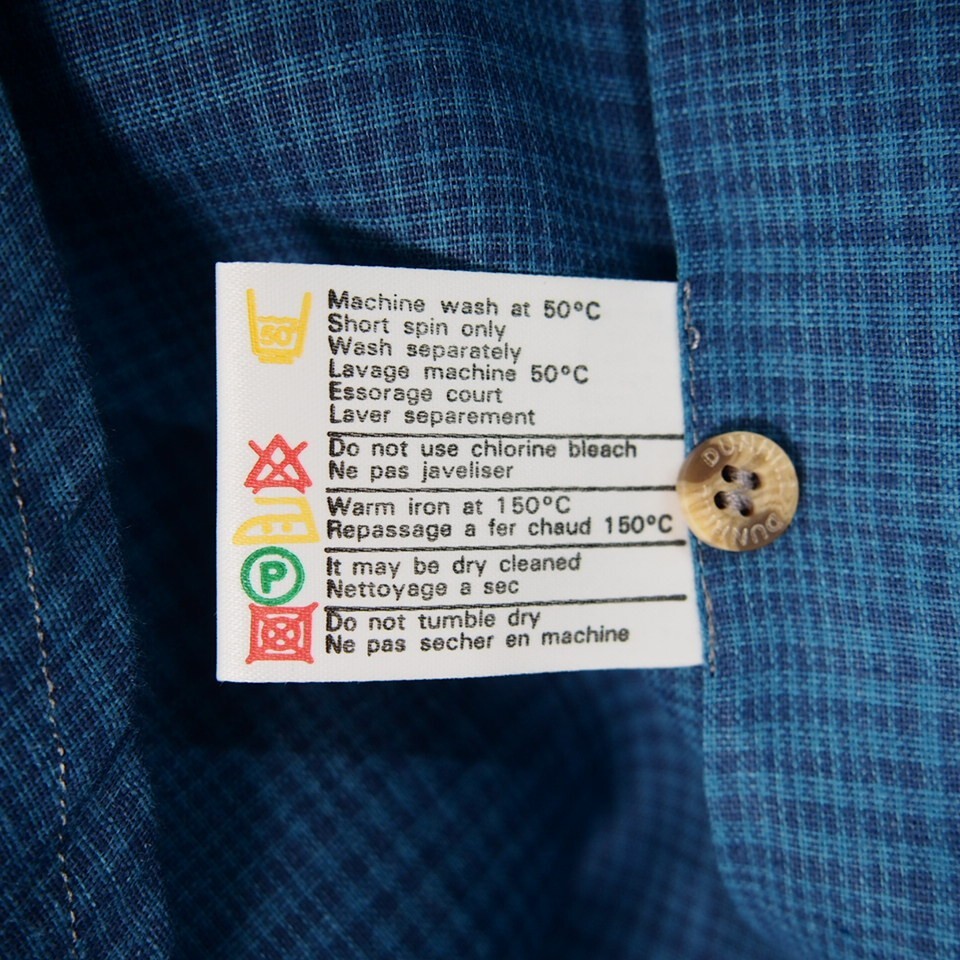 50°
Machine wash at 50°C
Short spin only
Wash separately
Lavage machine 50°C
Essorage court
Laver separement
Do not use chlorine bleach
Ne pas javeliser
Warm iron at 150°C
Repassage a fer chaud 150°C
P
It may be dry cleaned
Nettoyage a sec
Do not tumble dry
Ne pas secher en machine